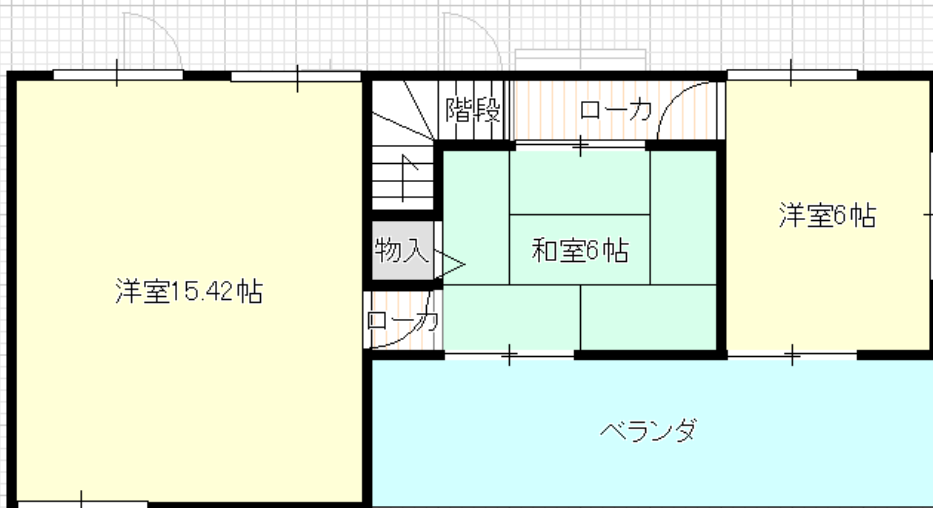 階段
ローカ
洋室6帖
物入
和室6帖
洋室15.42帖
ローカ
ベランダ